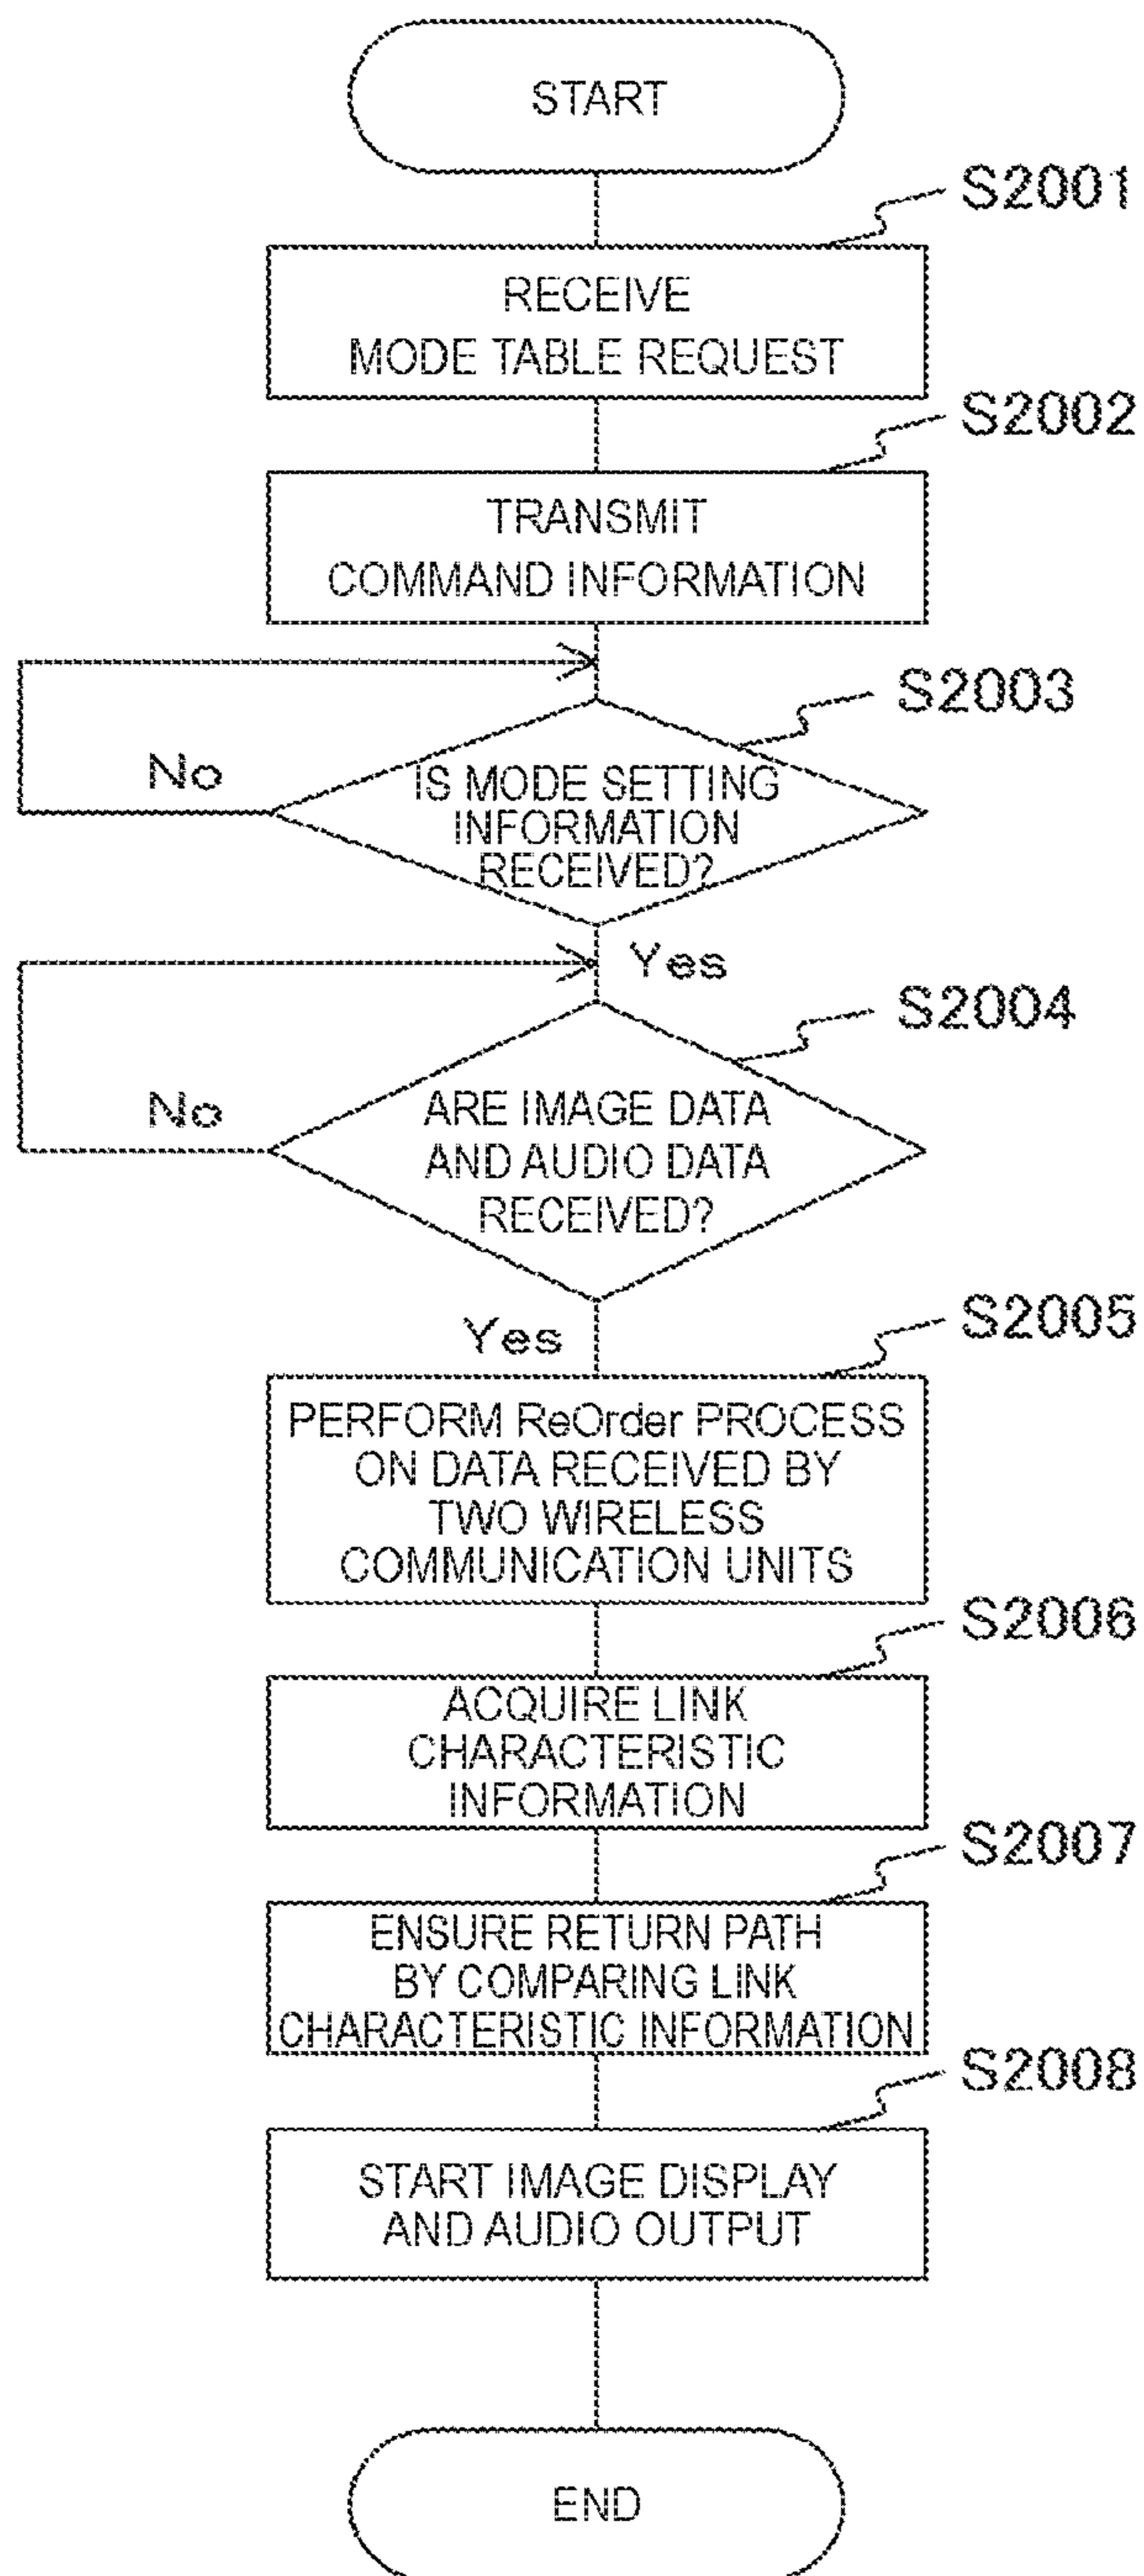 START
S2001
RECEIVE
MODE TABLE REQUEST
S2002
TRANSMIT
COMMAND INFORMATION
S2003
No
IS MODE SETTING
INFORMATION
RECEIVED?
Yes
S2004
No
ARE IMAGE DATA
AND AUDIO DATA
RECEIVED?
Yes
S2005
PERFORM ReOrder PROCESS
ON DATA RECEIVED BY
TWO WIRELESS
COMMUNICATION UNITS
S2006
ACQUIRE LINK
CHARACTERISTIC
INFORMATION
S2007
ENSURE RETURN PATH
BY COMPARING LINK
CHARACTERISTIC INFORMATION
S2008
START IMAGE DISPLAY
AND AUDIO OUTPUT
END